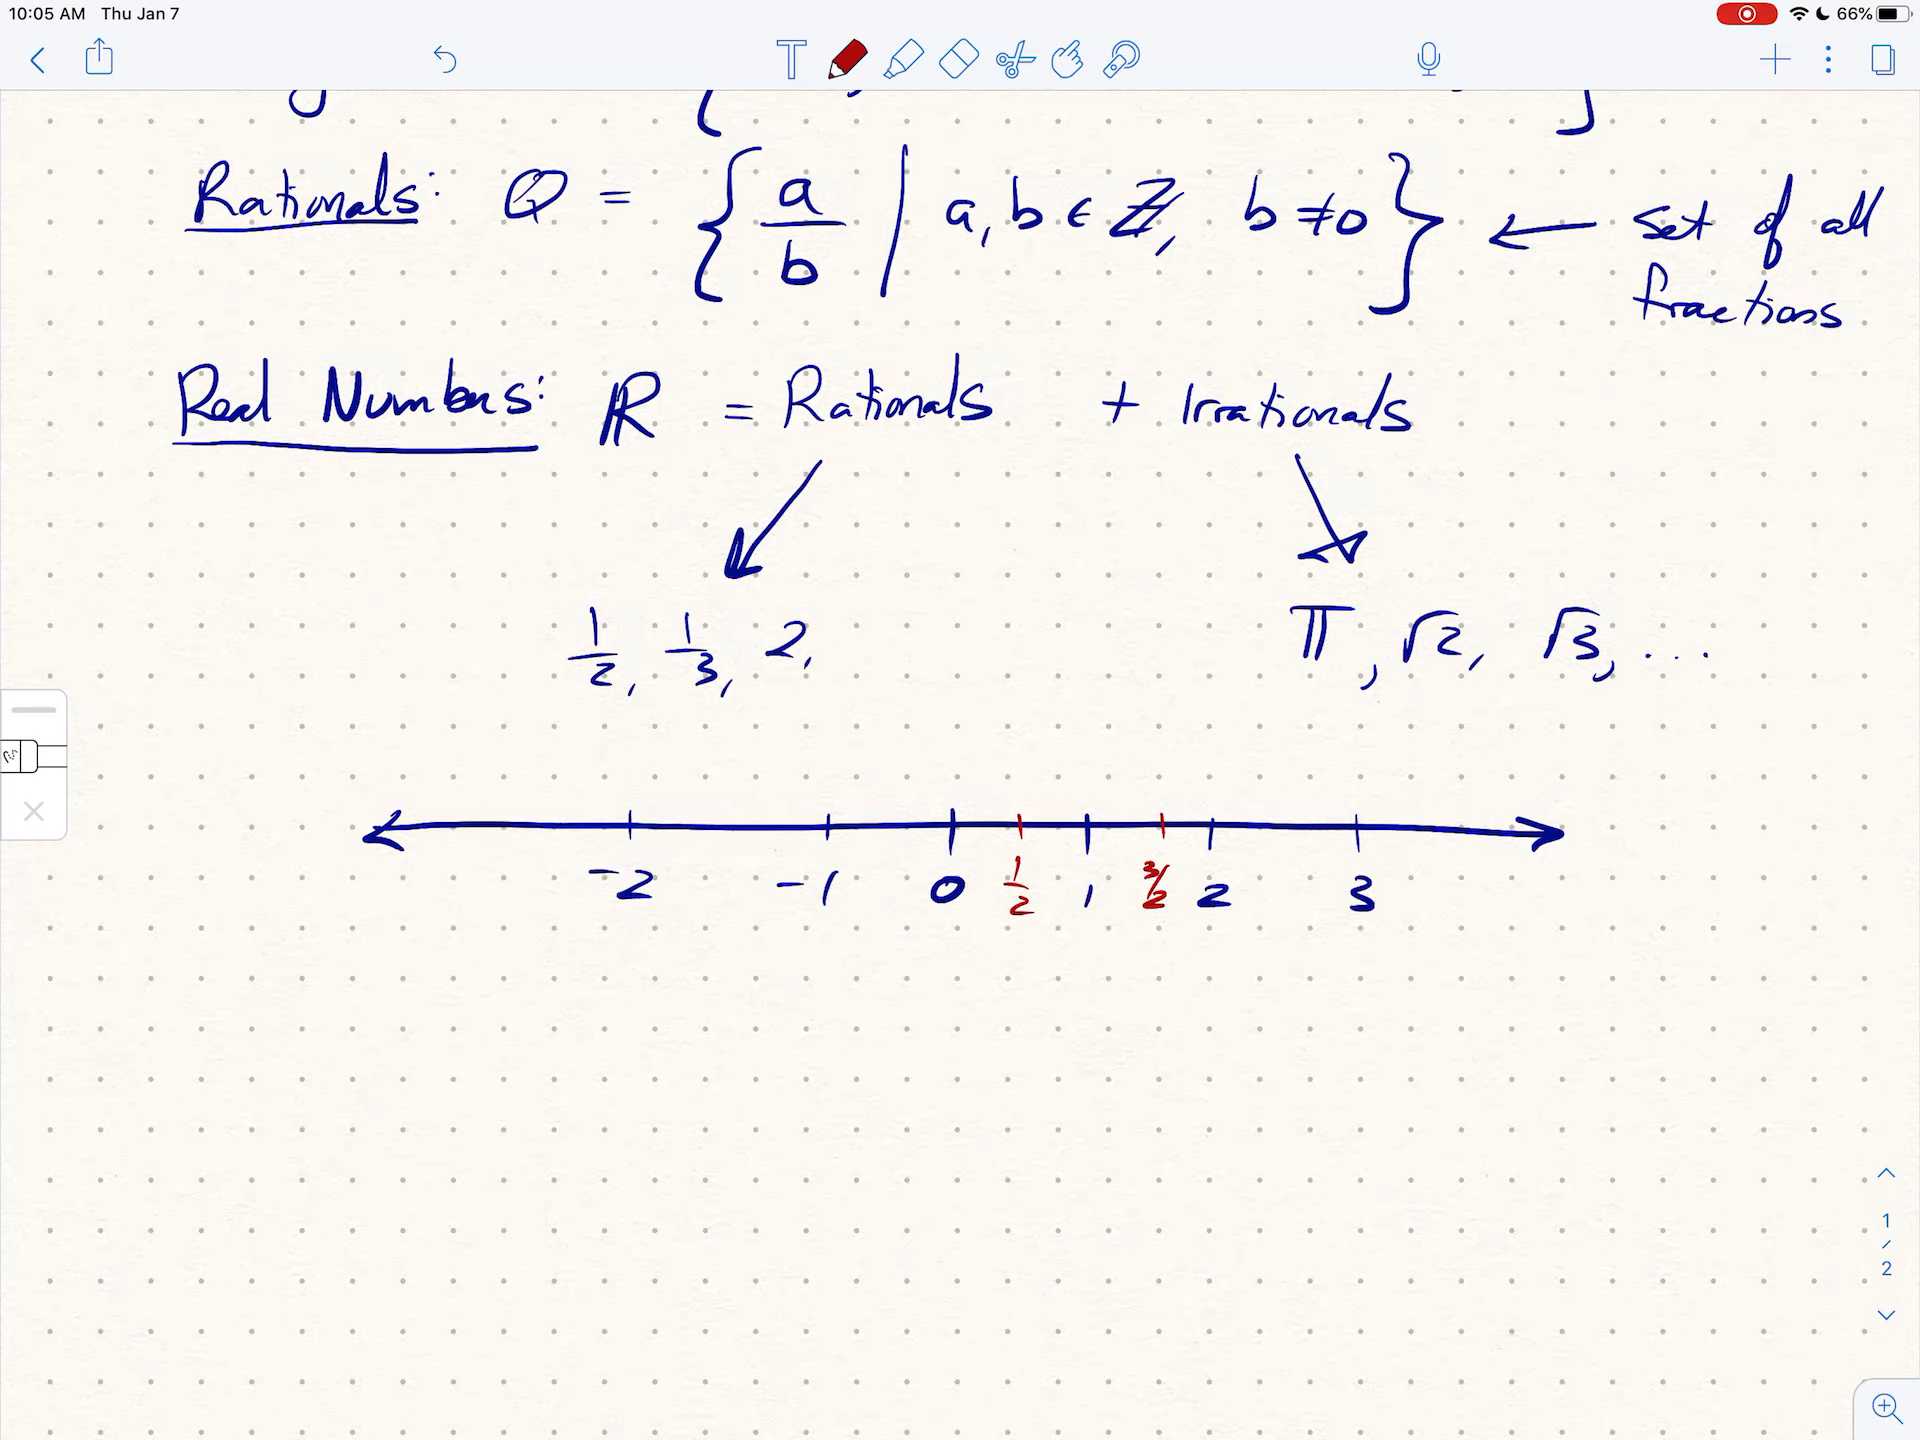 10:05 AM Thu Jan 7 66%
Rationals: Q = { a/b | a, b ∈ ℤ, b ≠ 0 } ← set of all
fractions
Real Numbers: ℝ = Rationals + Irrationals
1/2, 1/3, 2, π, √2, √3, ...
-2 -1 0 1/2 1 3/2 2 3
1
/
2